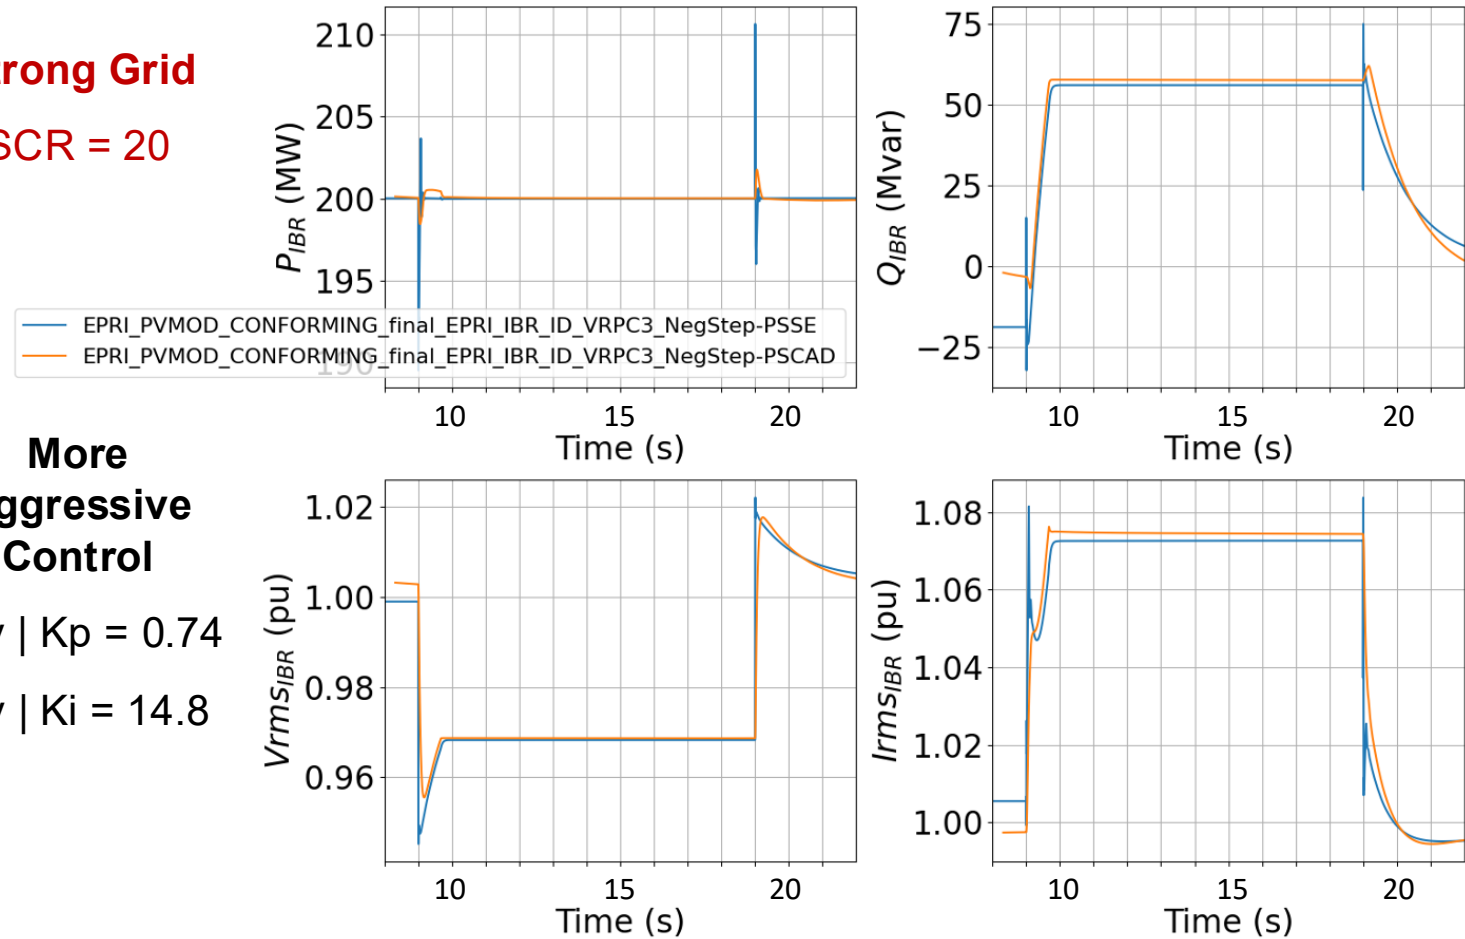 trong Grid
SCR = 20
More
ggressive
Control
| Kp = 0.74
| Ki = 14.8
210
205
200
195
190
P_IBR (MW)
10 15 20
Time (s)
EPRI_PVMOD_CONFORMING_final_EPRI_IBR_ID_VRPC3_NegStep-PSSE
EPRI_PVMOD_CONFORMING_final_EPRI_IBR_ID_VRPC3_NegStep-PSCAD
75
50
25
0
−25
Q_IBR (Mvar)
10 15 20
Time (s)
1.02
1.00
0.98
0.96
Vrms_IBR (pu)
10 15 20
Time (s)
1.08
1.06
1.04
1.02
1.00
Irms_IBR (pu)
10 15 20
Time (s)